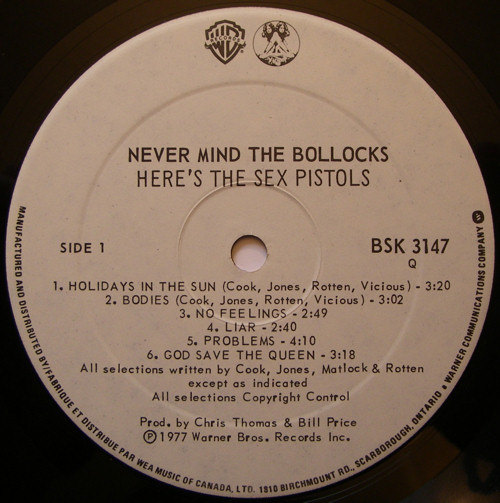 NEVER MIND THE BOLLOCKS
HERE'S THE SEX PISTOLS
SIDE 1
BSK 3147
Q
1. HOLIDAYS IN THE SUN (Cook, Jones, Rotten, Vicious) - 3:20
2. BODIES (Cook, Jones, Rotten, Vicious) - 3:02
3. NO FEELINGS - 2:49
4. LIAR - 2:40
5. PROBLEMS - 4:10
6. GOD SAVE THE QUEEN - 3:18
All selections written by Cook, Jones, Matlock & Rotten
except as indicated
All selections Copyright Control
Prod. by Chris Thomas & Bill Price
Ⓟ 1977 Warner Bros. Records Inc.
MANUFACTURED AND DISTRIBUTED BY/FABRIQUE ET DISTRIBUE PAR WEA MUSIC OF CANADA, LTD. 1810 BIRCHMOUNT RD., SCARBOROUGH, ONTARIO • WARNER COMMUNICATIONS COMPANY